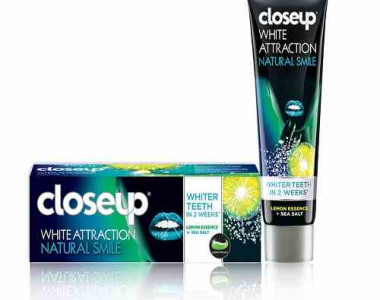 closeup®
WHITE
ATTRACTION
NATURAL SMILE
WHITER TEETH
IN 2 WEEKS*
LEMON ESSENCE
+ SEA SALT
closeup®
WHITE ATTRACTION
NATURAL SMILE
WHITER
TEETH
IN 2 WEEKS*
LEMON ESSENCE
+ SEA SALT